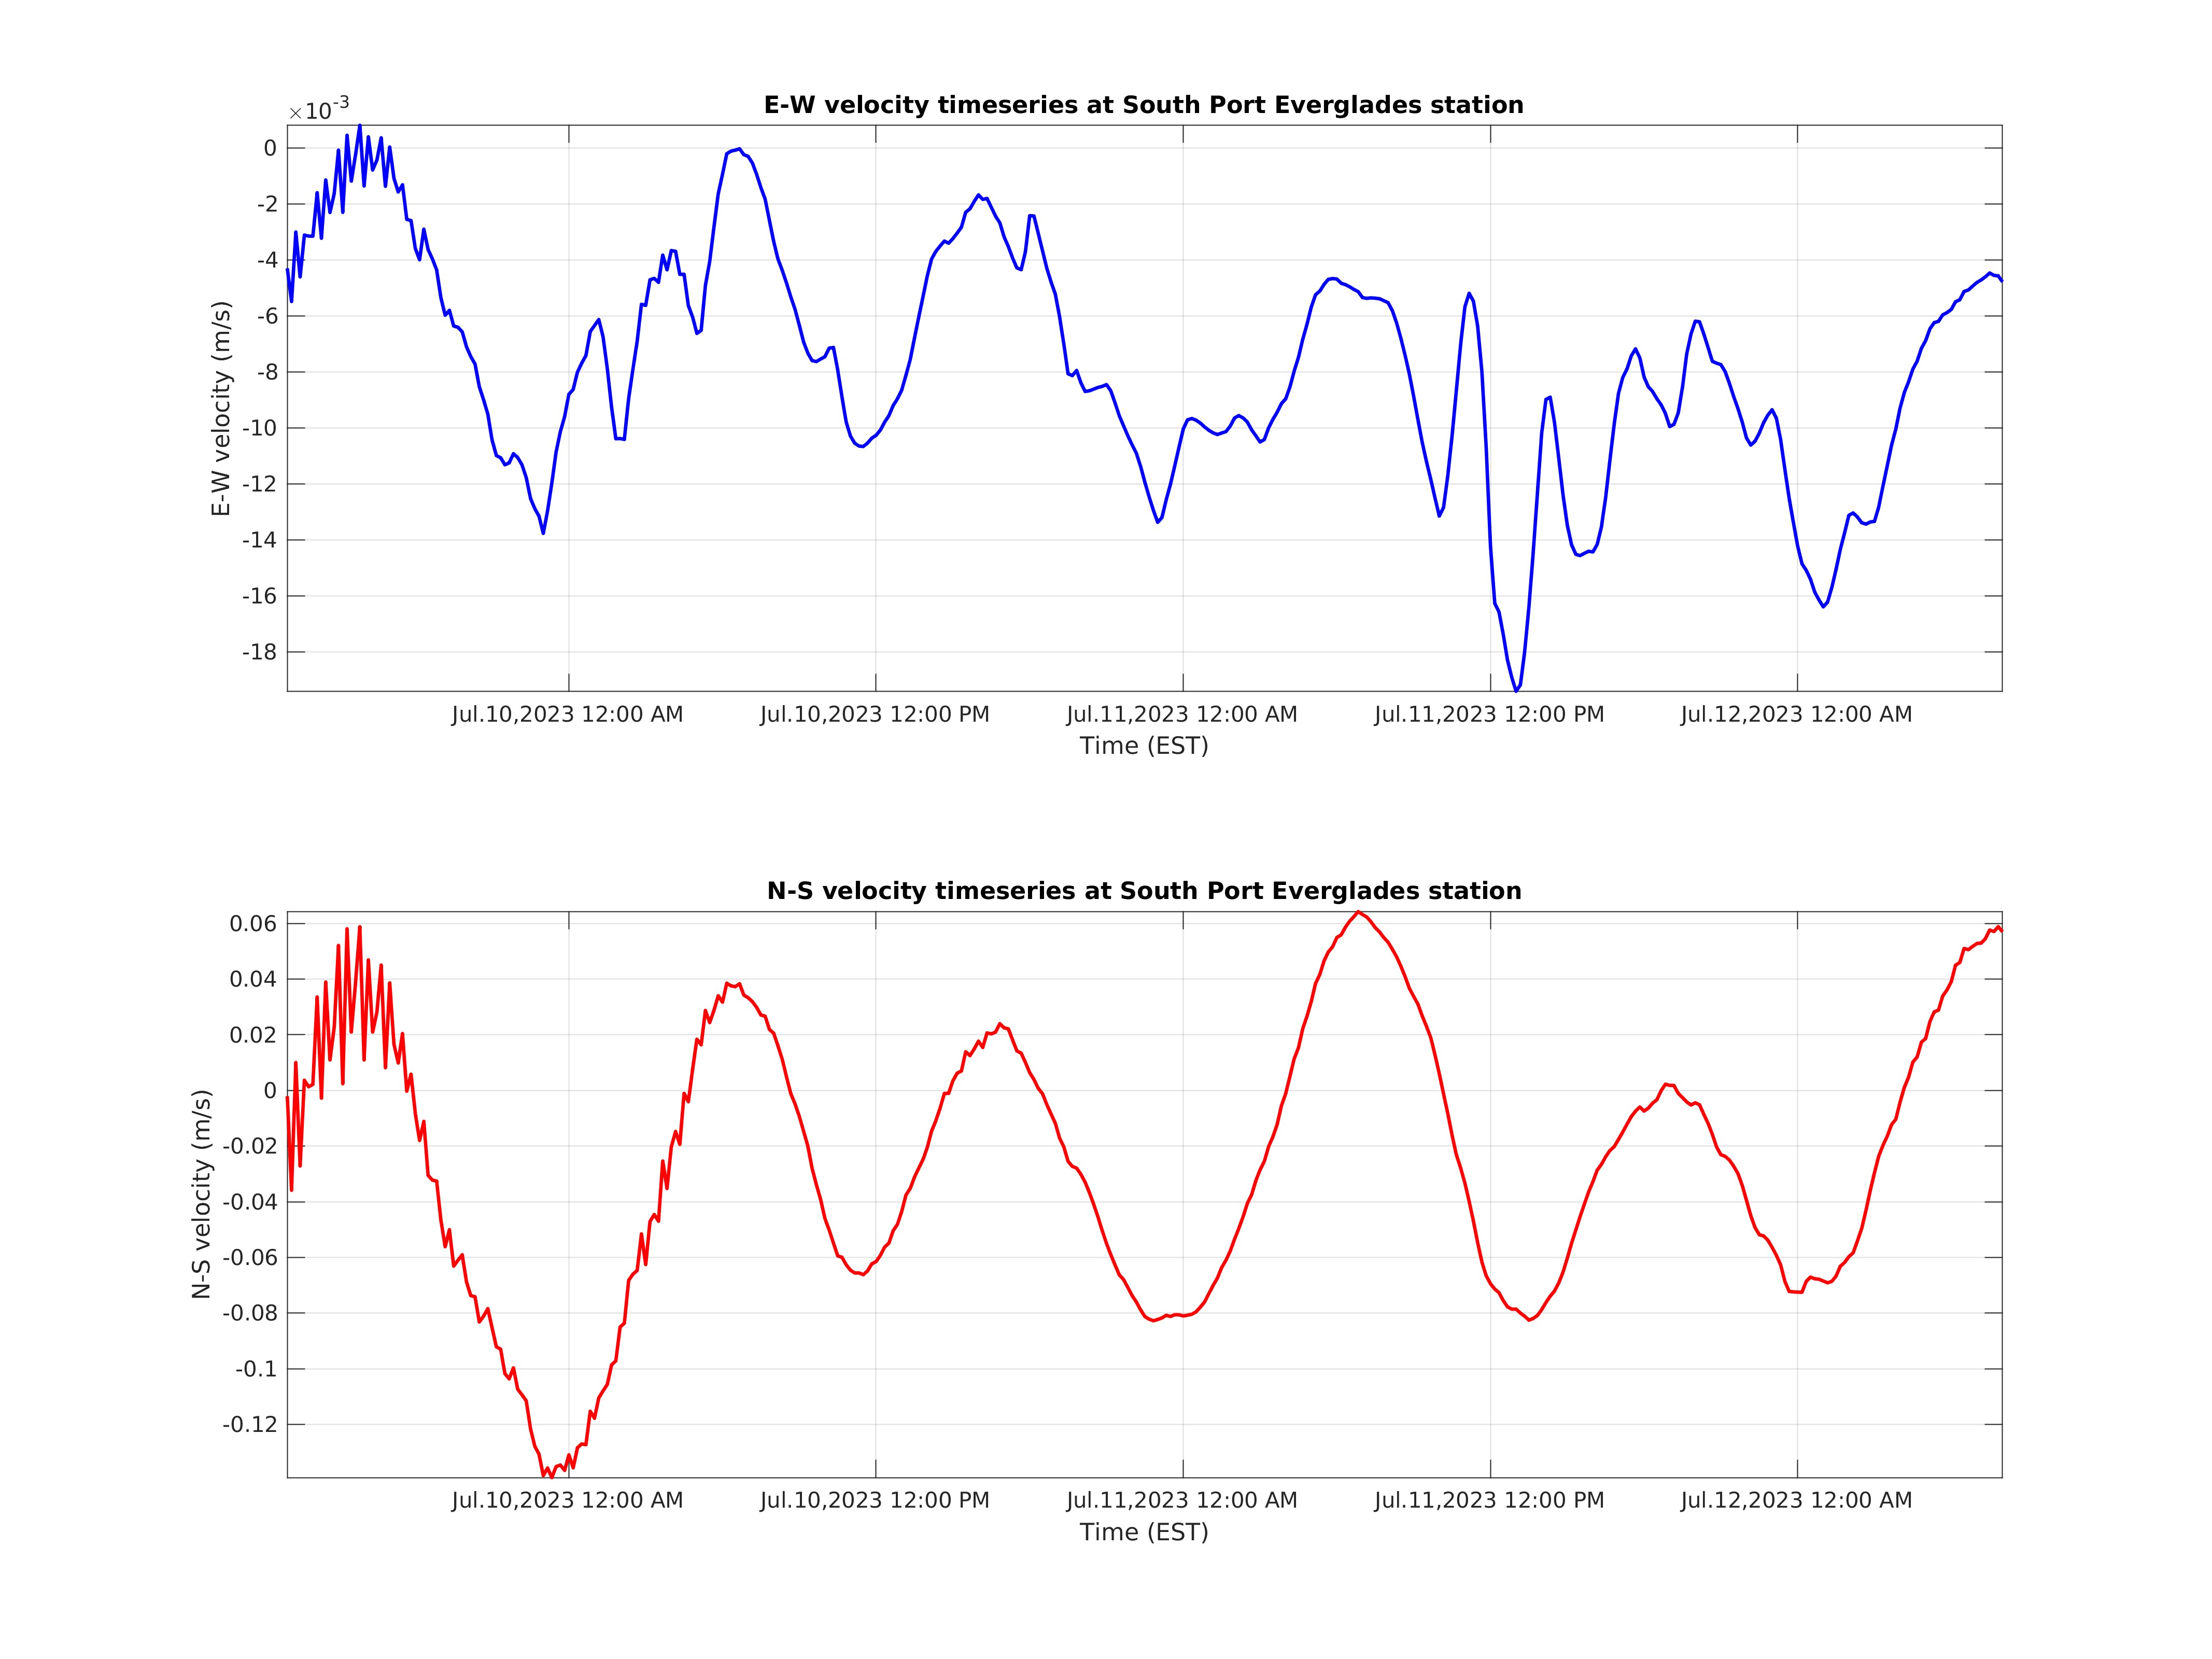 E-W velocity timeseries at South Port Everglades station
×10-3
0
-2
-4
-6
-8
-10
-12
-14
-16
-18
E-W velocity (m/s)
Jul.10,2023 12:00 AM Jul.10,2023 12:00 PM Jul.11,2023 12:00 AM Jul.11,2023 12:00 PM Jul.12,2023 12:00 AM
Time (EST)
N-S velocity timeseries at South Port Everglades station
0.06
0.04
0.02
0
-0.02
-0.04
-0.06
-0.08
-0.1
-0.12
N-S velocity (m/s)
Jul.10,2023 12:00 AM Jul.10,2023 12:00 PM Jul.11,2023 12:00 AM Jul.11,2023 12:00 PM Jul.12,2023 12:00 AM
Time (EST)